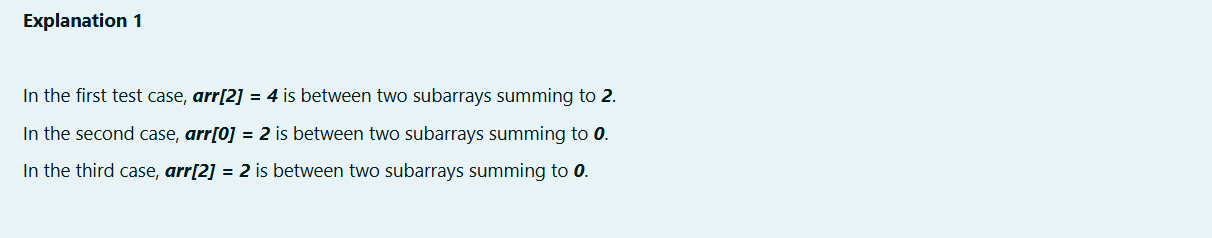 Explanation 1
In the first test case, arr[2] = 4 is between two subarrays summing to 2.
In the second case, arr[0] = 2 is between two subarrays summing to 0.
In the third case, arr[2] = 2 is between two subarrays summing to 0.